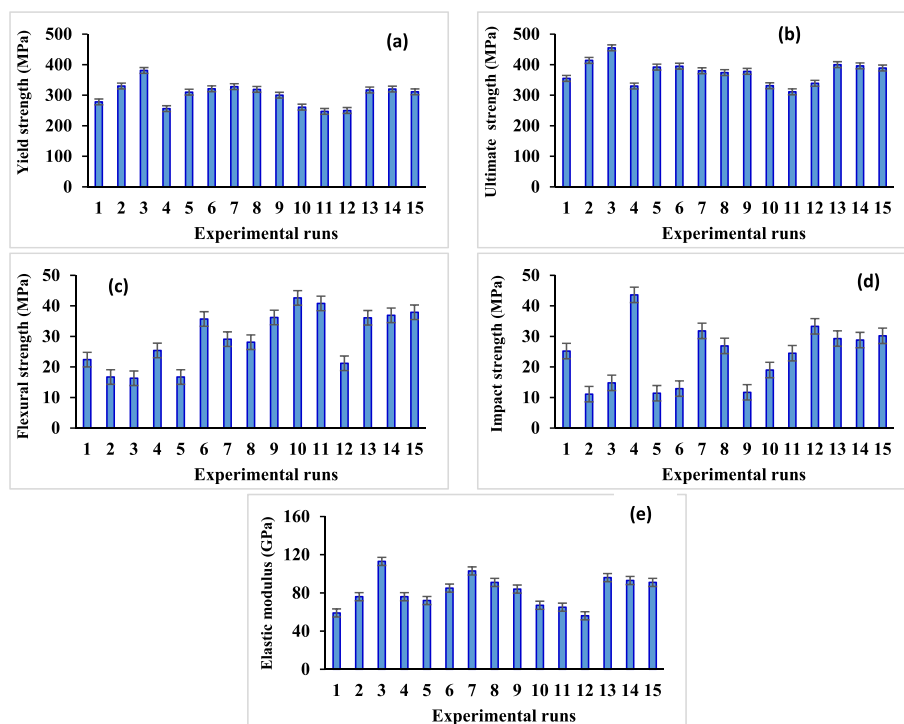 (a)
Yield strength (MPa)
500
400
300
200
100
0
1 2 3 4 5 6 7 8 9 10 11 12 13 14 15
Experimental runs
(b)
Ultimate strength (MPa)
500
400
300
200
100
0
1 2 3 4 5 6 7 8 9 10 11 12 13 14 15
Experimental runs
(c)
Flexural strength (MPa)
50
40
30
20
10
0
1 2 3 4 5 6 7 8 9 10 11 12 13 14 15
Experimental runs
(d)
Impact strength (MPa)
50
40
30
20
10
0
1 2 3 4 5 6 7 8 9 10 11 12 13 14 15
Experimental runs
(e)
Elastic modulus (GPa)
160
120
80
40
0
1 2 3 4 5 6 7 8 9 10 11 12 13 14 15
Experimental runs